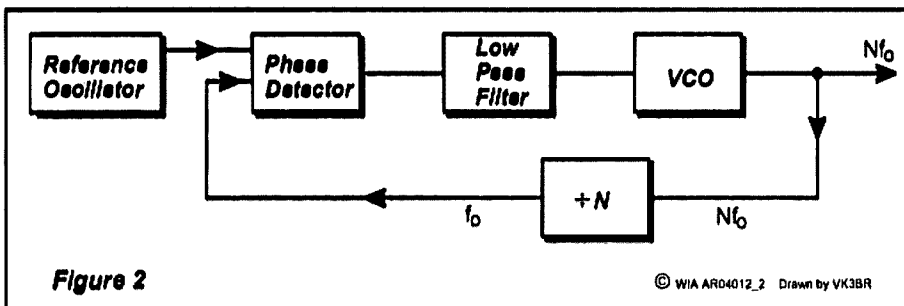 Reference
Oscillator
Phase
Detector
Low
Pass
Filter
VCO
Nf₀
÷N
f₀
Nf₀
Figure 2
© WIA AR04012_2 Drawn by VK3BR